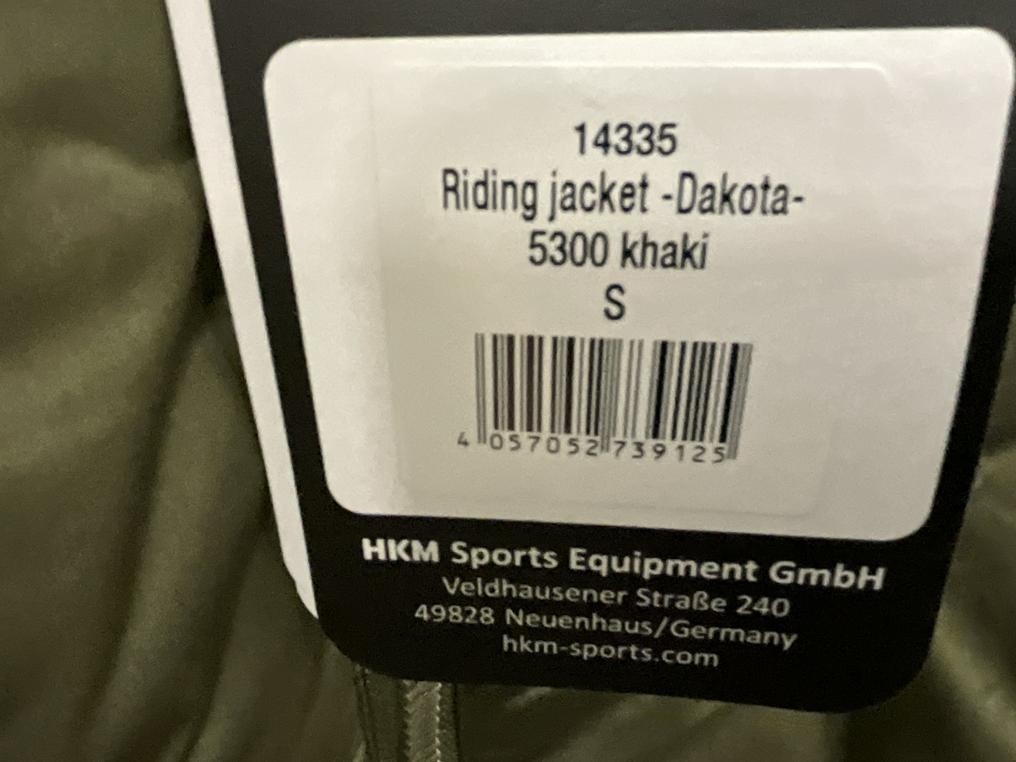 14335
Riding jacket -Dakota-
5300 khaki
S
4 057052 739125
HKM Sports Equipment GmbH
Veldhausener Straße 240
49828 Neuenhaus/Germany
hkm-sports.com